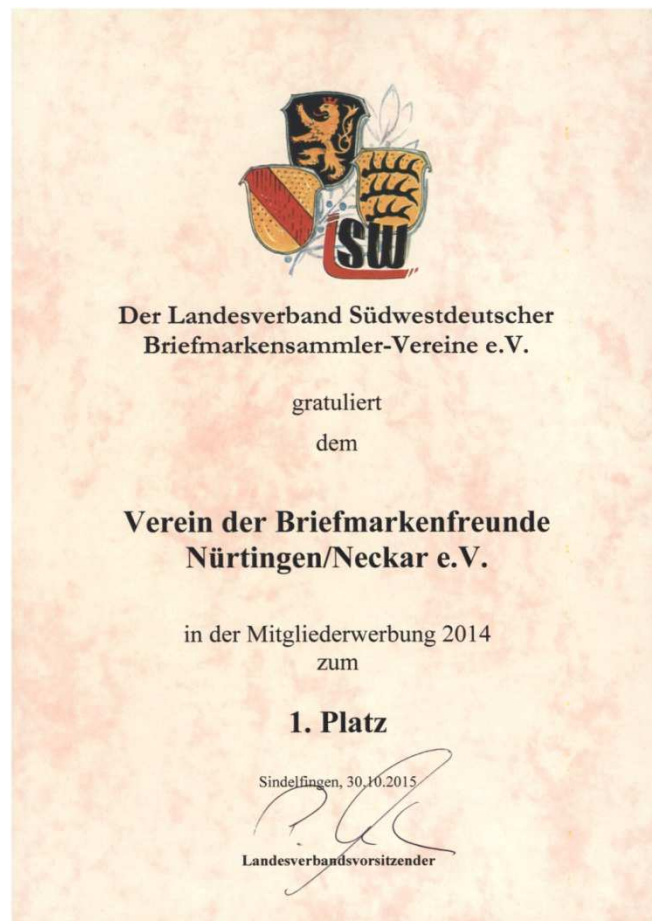 LSW
Der Landesverband Südwestdeutscher
Briefmarkensammler-Vereine e.V.
gratuliert
dem
Verein der Briefmarkenfreunde
Nürtingen/Neckar e.V.
in der Mitgliederwerbung 2014
zum
1. Platz
Sindelfingen, 30.10.2015
Landesverbandsvorsitzender